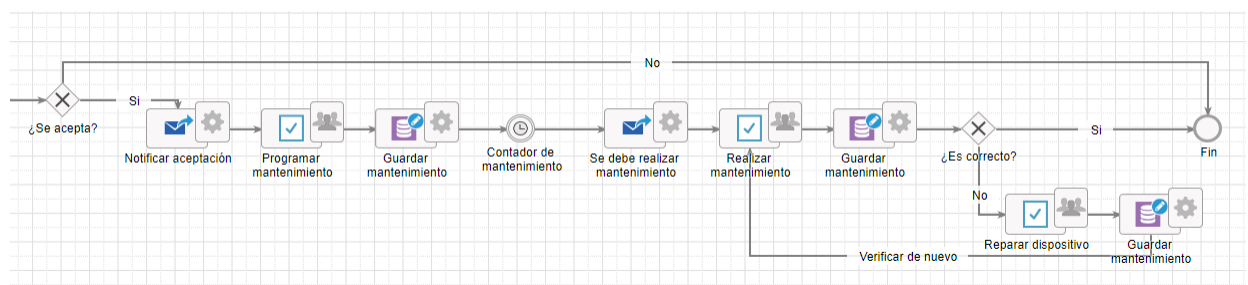 No
Si
¿Se acepta?
Notificar aceptación
Programar
mantenimiento
Guardar
mantenimiento
Contador de
mantenimiento
Se debe realizar
mantenimiento
Realizar
mantenimiento
Guardar
mantenimiento
¿Es correcto?
Si
Fin
No
Reparar dispositivo
Guardar
mantenimiento
Verificar de nuevo